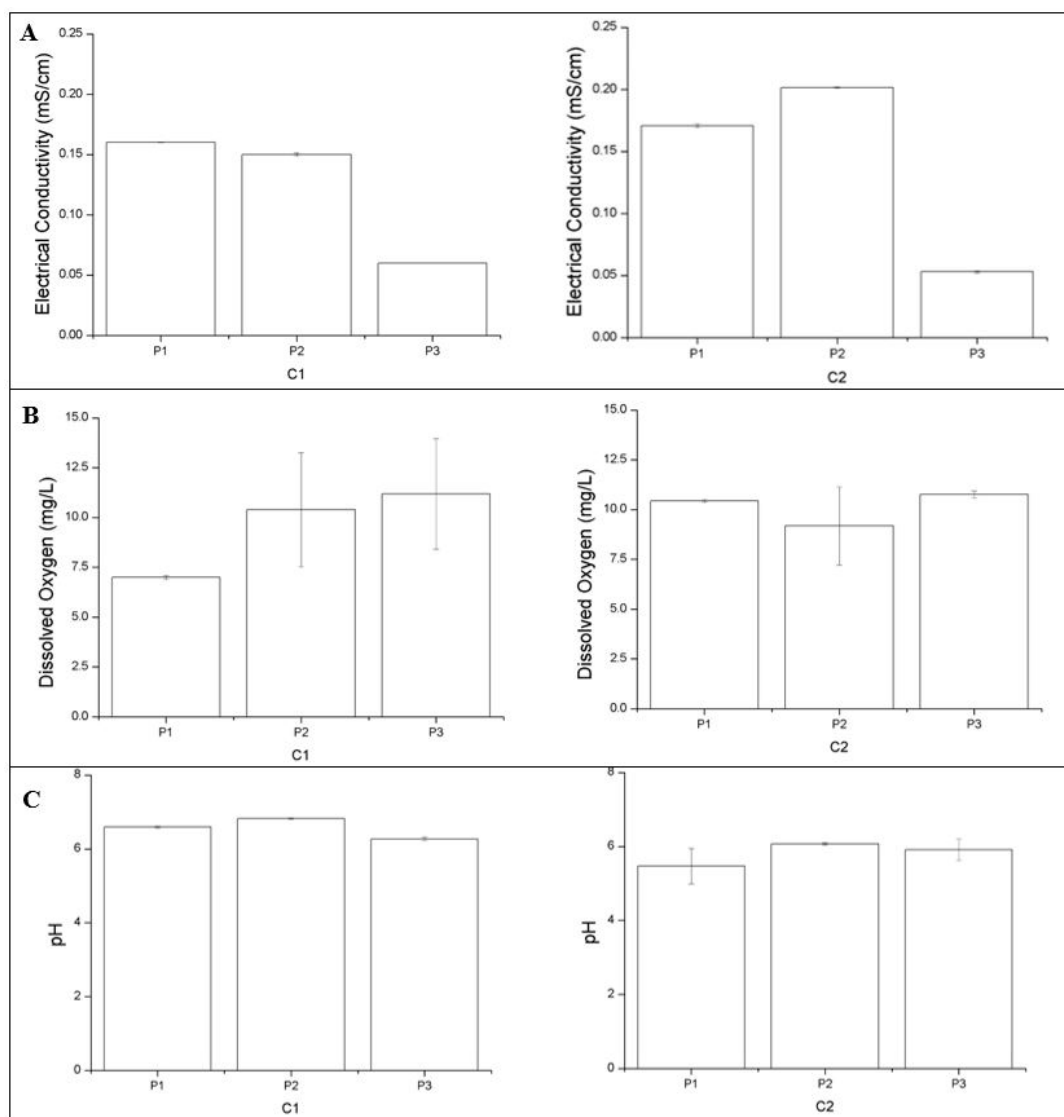 A
Electrical Conductivity (mS/cm)
0.25
0.20
0.15
0.10
0.05
0.00
P1 P2 P3
C1
Electrical Conductivity (mS/cm)
0.25
0.20
0.15
0.10
0.05
0.00
P1 P2 P3
C2
B
Dissolved Oxygen (mg/L)
15.0
12.5
10.0
7.5
5.0
2.5
0.0
P1 P2 P3
C1
Dissolved Oxygen (mg/L)
15.0
12.5
10.0
7.5
5.0
2.5
0.0
P1 P2 P3
C2
C
pH
8
6
4
2
0
P1 P2 P3
C1
pH
8
6
4
2
0
P1 P2 P3
C2